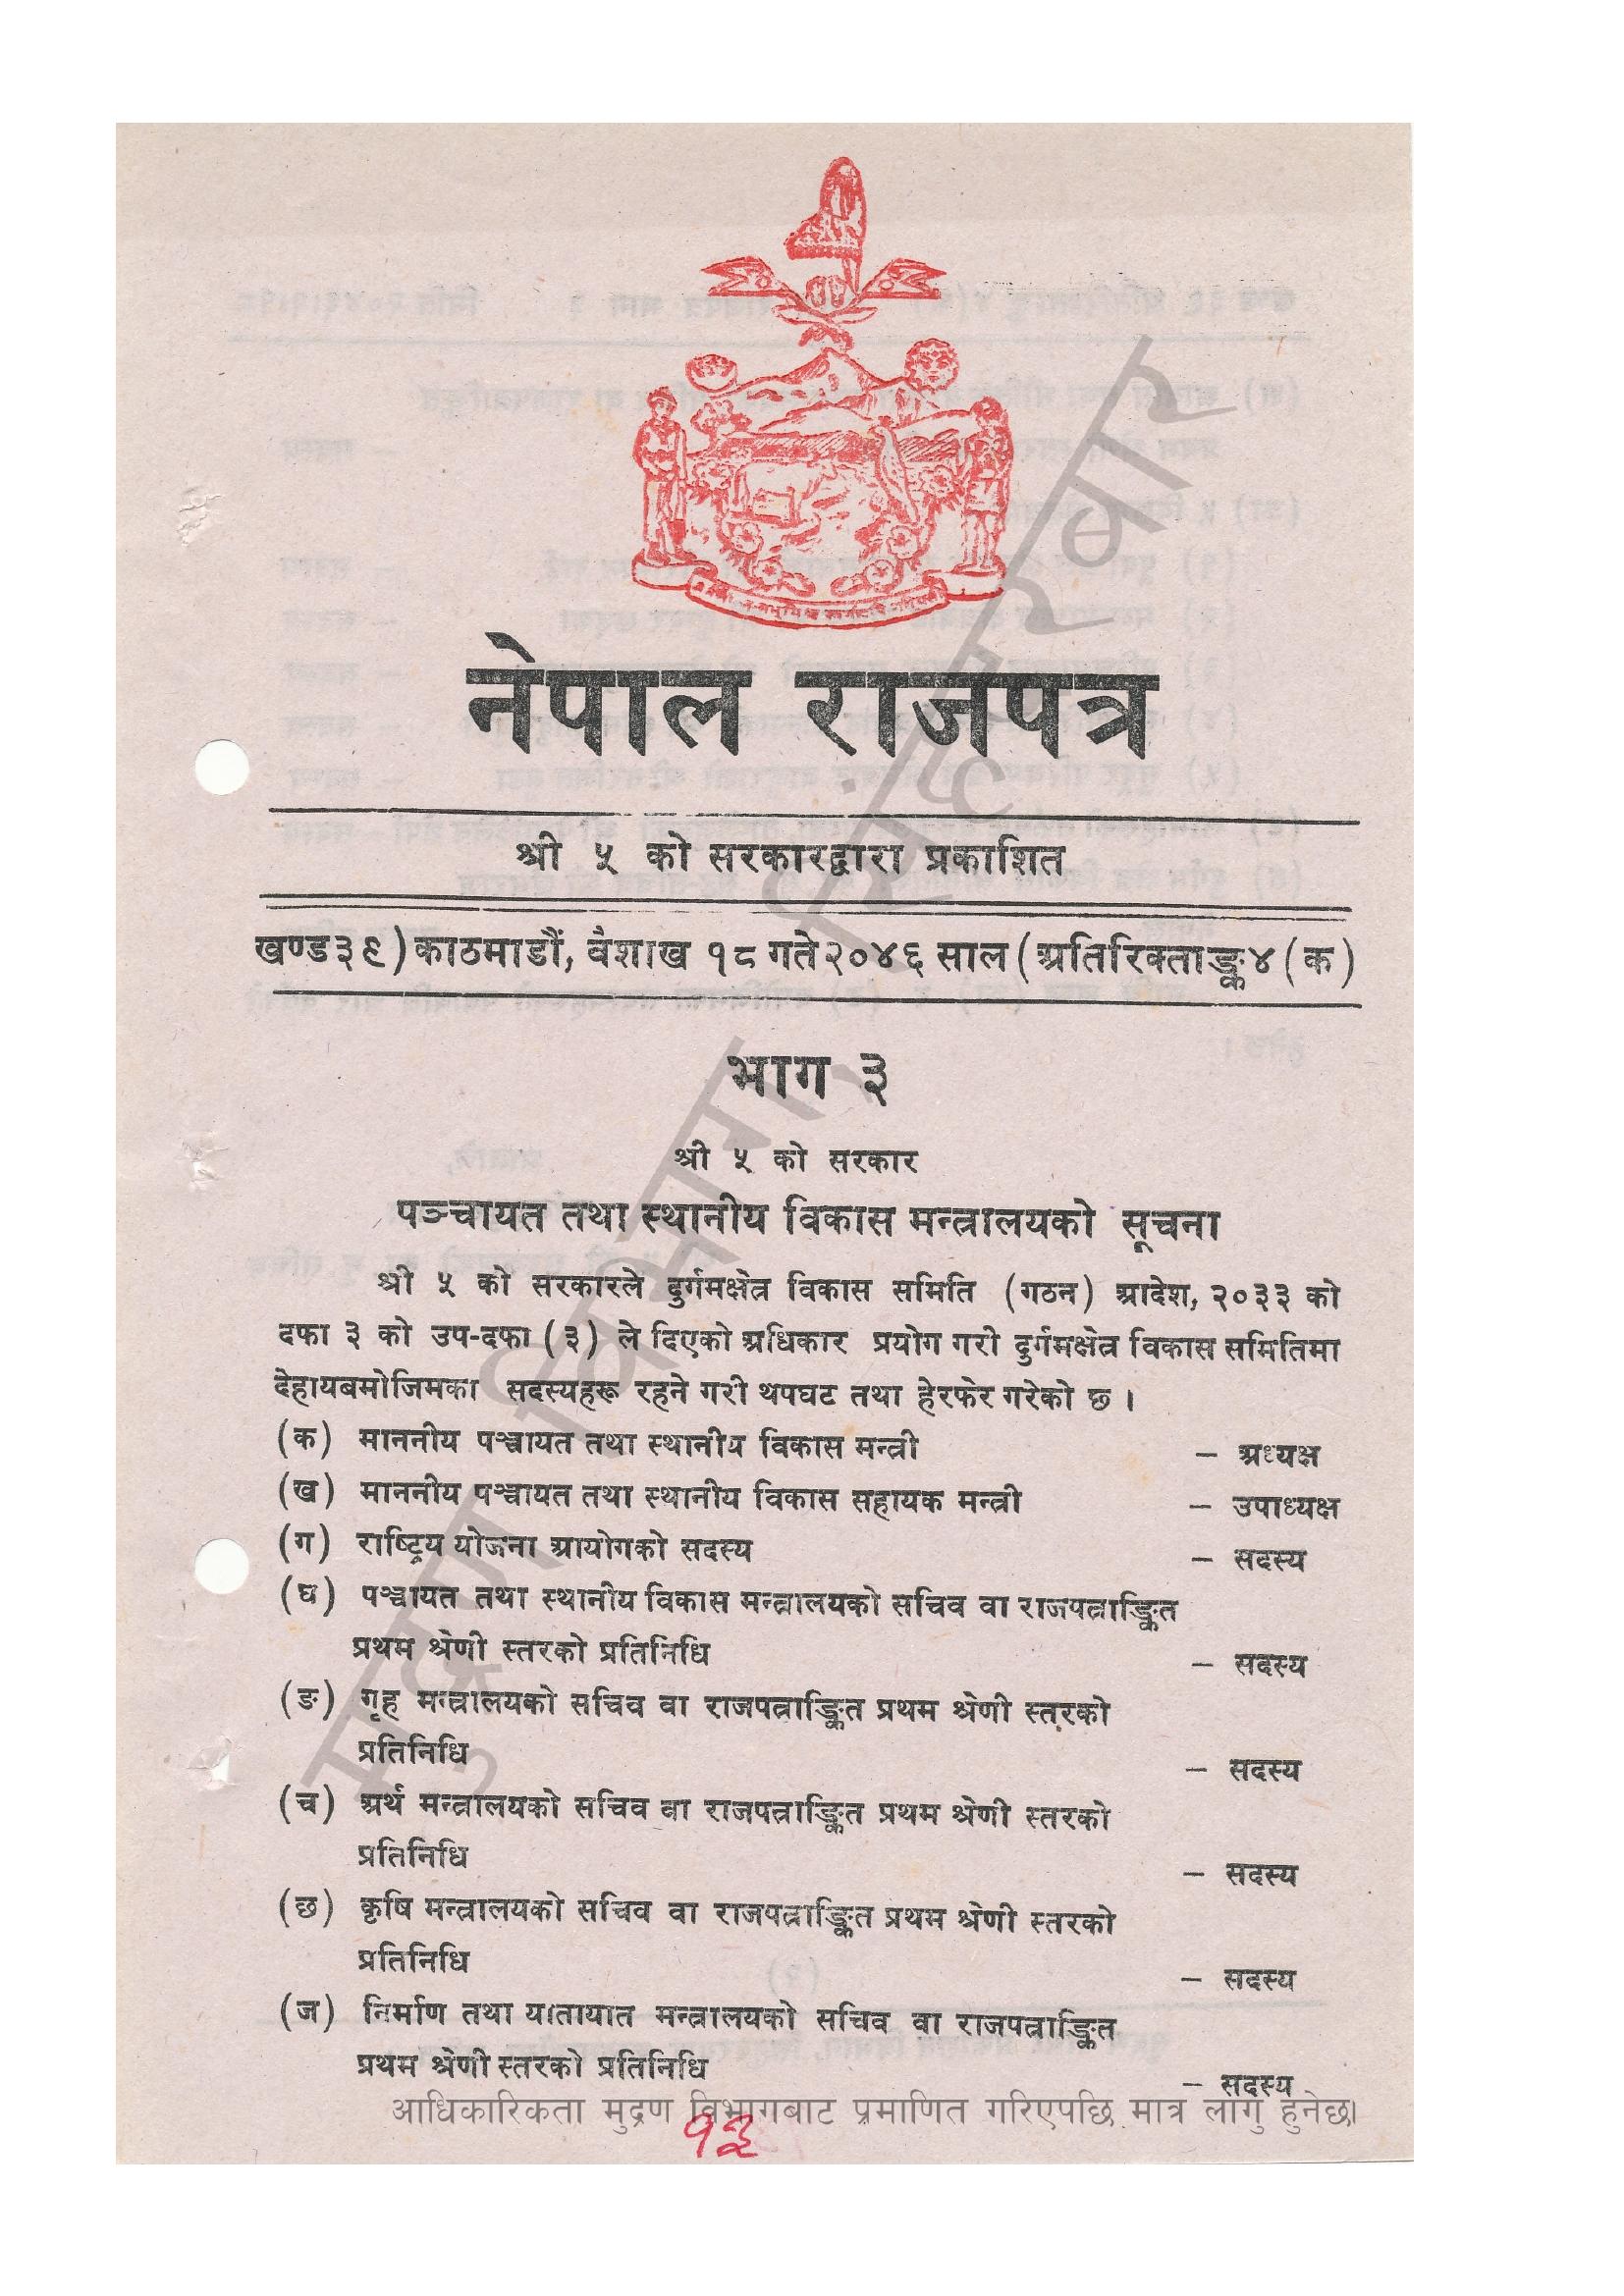 नेपाल राजपत्र
श्री ५ को सरकारद्वारा प्रकाशित
खण्ड३९) काठमाडौं, वैशाख १८ गते २०४६ साल (अतिरिक्ताङ्क ४ (क)
भाग ३
श्री ५ को सरकार
पञ्चायत तथा स्थानीय विकास मन्त्रालयको सूचना
श्री ५ को सरकारले दुर्गमक्षेत्र विकास समिति (गठन) आदेश, २०३३ को
दफा ३ को उप-दफा (३) ले दिएको अधिकार प्रयोग गरी दुर्गमक्षेत्र विकास समितिमा
देहायबमोजिमका सदस्यहरू रहने गरी थपघट तथा हेरफेर गरेको छ ।
(क) माननीय पञ्चायत तथा स्थानीय विकास मन्त्री – अध्यक्ष
(ख) माननीय पञ्चायत तथा स्थानीय विकास सहायक मन्त्री – उपाध्यक्ष
(ग) राष्ट्रिय योजना आयोगको सदस्य – सदस्य
(घ) पञ्चायत तथा स्थानीय विकास मन्त्रालयको सचिव वा राजपत्राङ्कित
प्रथम श्रेणी स्तरको प्रतिनिधि – सदस्य
(ङ) गृह मन्त्रालयको सचिव वा राजपत्राङ्कित प्रथम श्रेणी स्तरको
प्रतिनिधि – सदस्य
(च) अर्थ मन्त्रालयको सचिव वा राजपत्राङ्कित प्रथम श्रेणी स्तरको
प्रतिनिधि – सदस्य
(छ) कृषि मन्त्रालयको सचिव वा राजपत्राङ्कित प्रथम श्रेणी स्तरको
प्रतिनिधि – सदस्य
(ज) निर्माण तथा यातायात मन्त्रालयको सचिव वा राजपत्राङ्कित
प्रथम श्रेणी स्तरको प्रतिनिधि – सदस्य
आधिकारिकता मुद्रण विभागबाट प्रमाणित गरिएपछि मात्र लागु हुनेछ।
१३
मुद्रण विभाग, सिंहदरबार